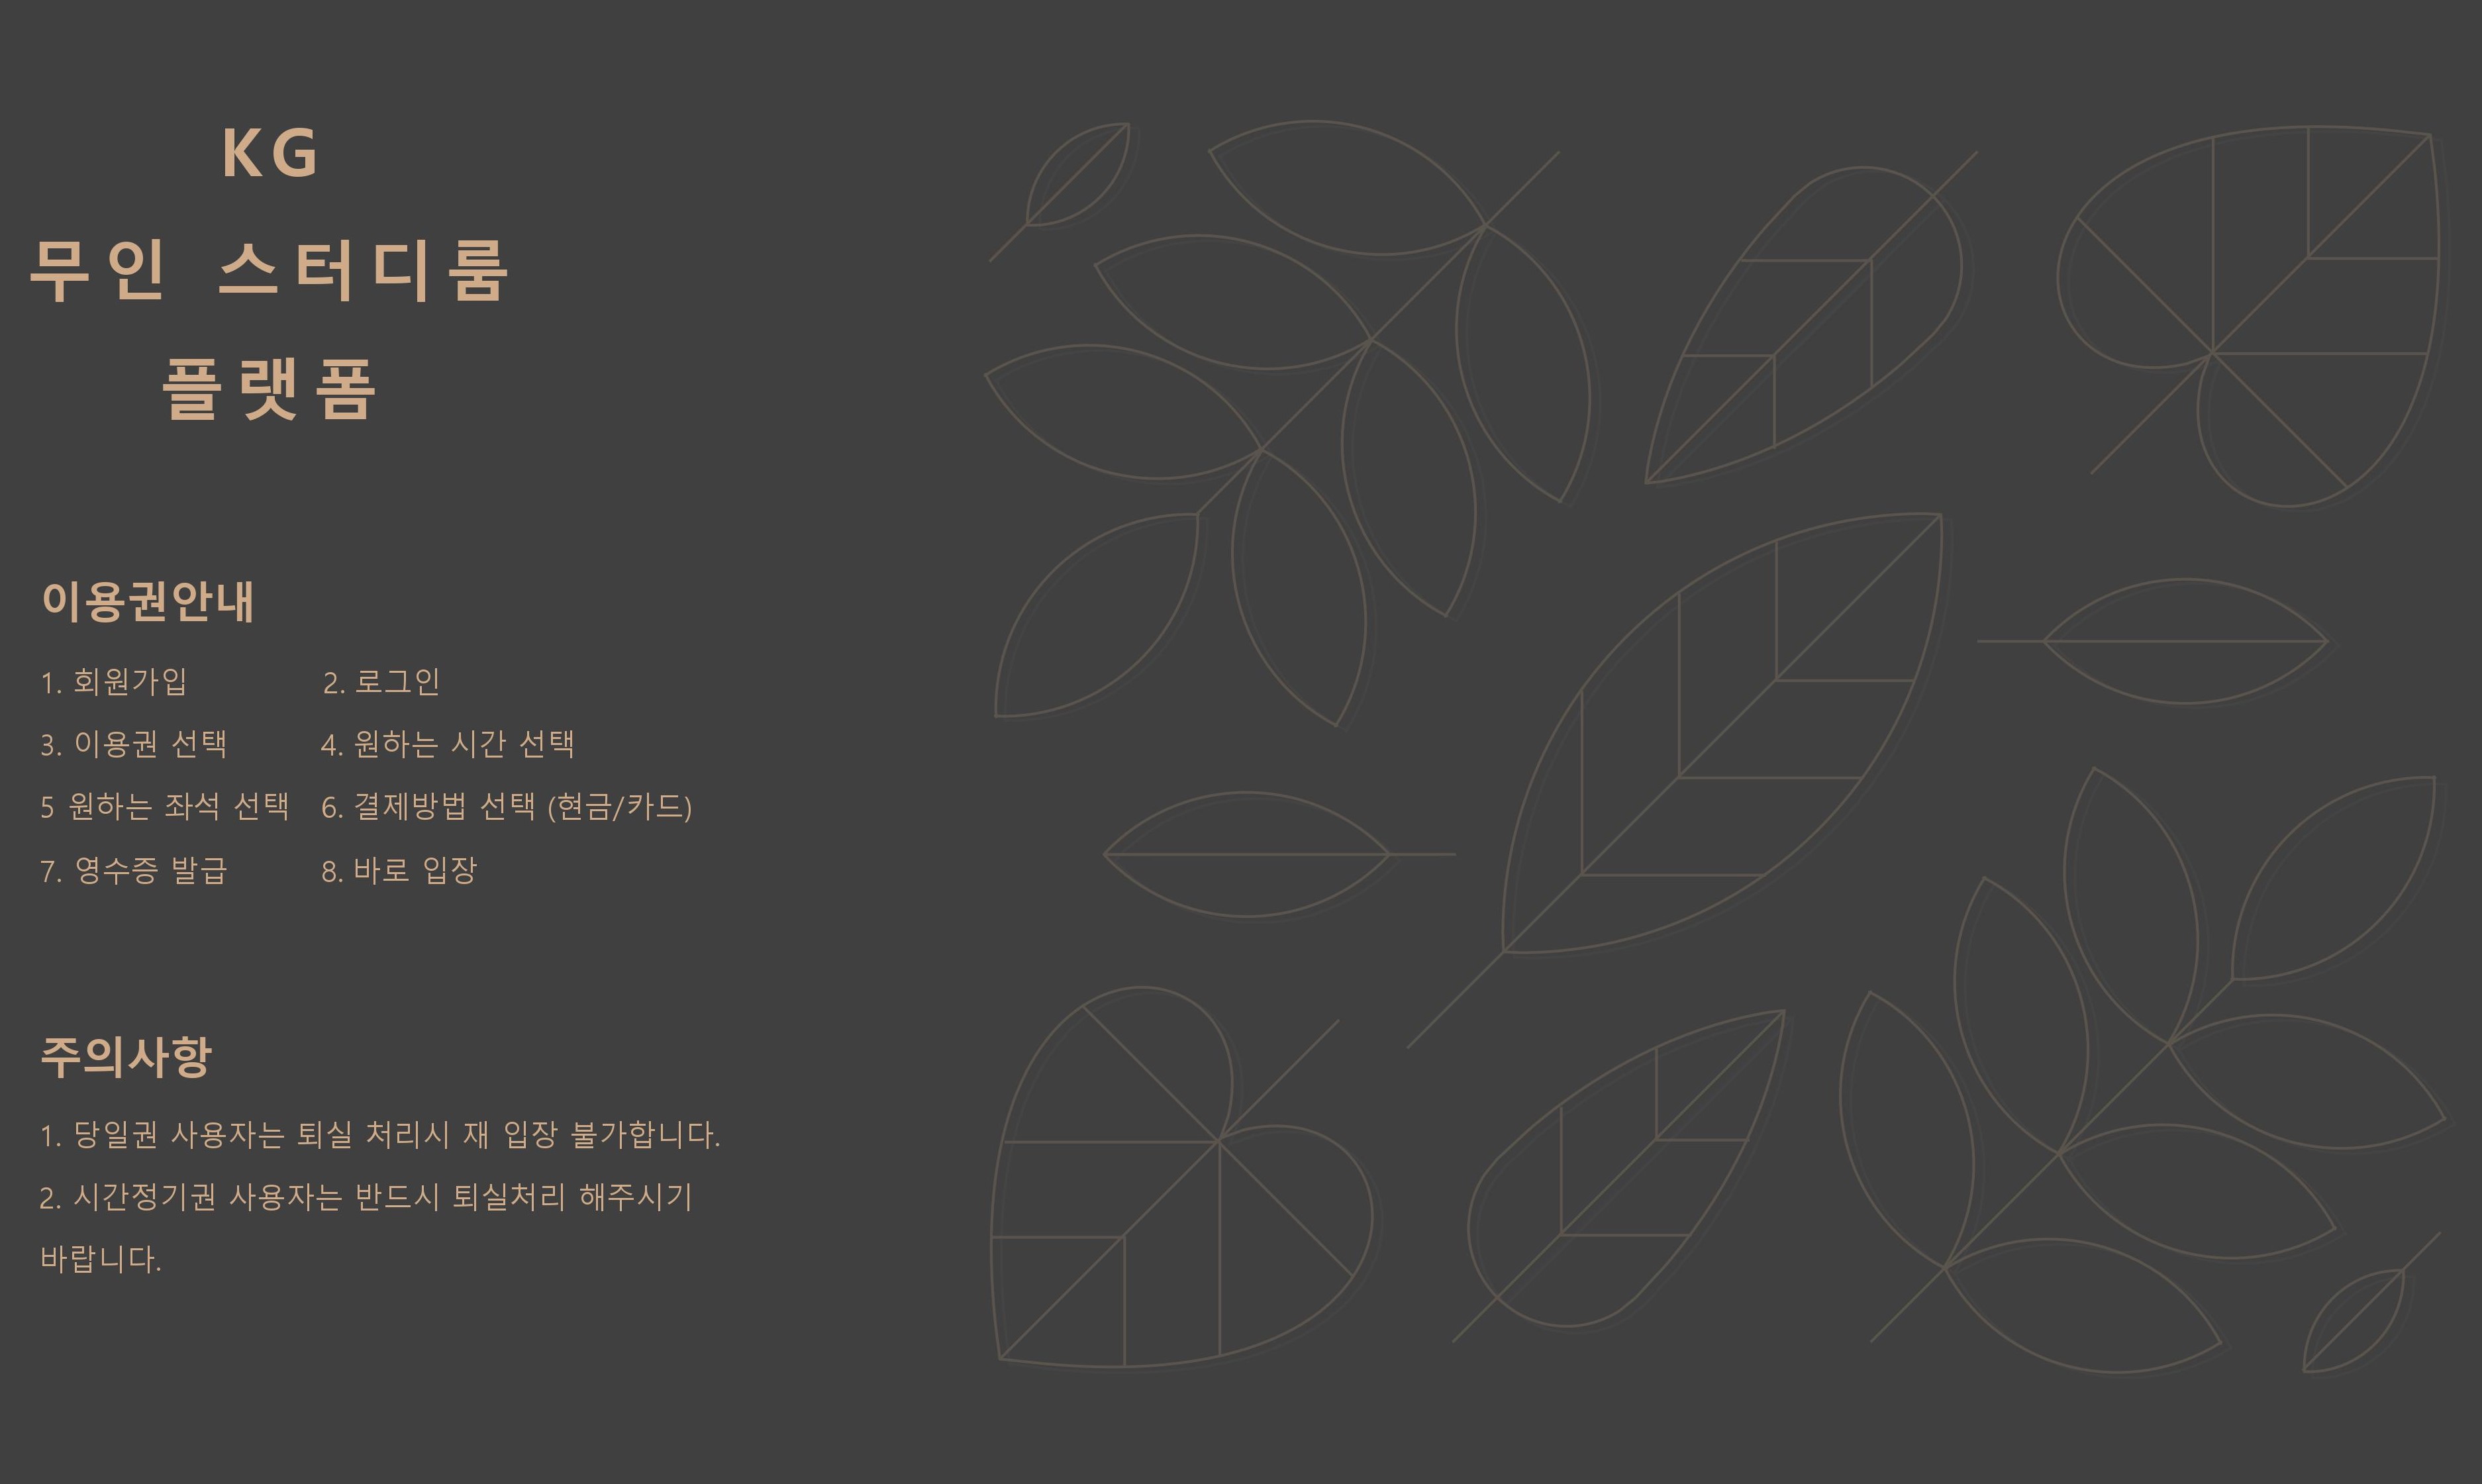 KG
무인 스터디룸
플랫폼
이용권안내
1. 회원가입 2. 로그인
3. 이용권 선택 4. 원하는 시간 선택
5 원하는 좌석 선택 6. 결제방법 선택 (현금/카드)
7. 영수증 발급 8. 바로 입장
주의사항
1. 당일권 사용자는 퇴실 처리시 재 입장 불가합니다.
2. 시간정기권 사용자는 반드시 퇴실처리 해주시기
바랍니다.